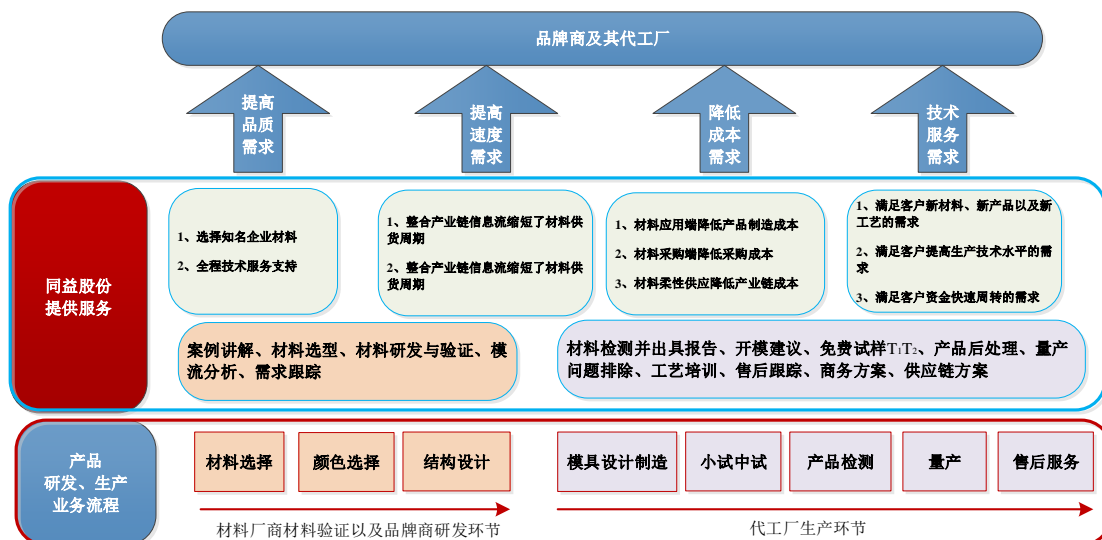 品牌商及其代工厂
提高
品质
需求
提高
速度
需求
降低
成本
需求
技术
服务
需求
同益股份
提供服务
1、选择知名企业材料
2、全程技术服务支持
1、整合产业链信息流缩短了材料供
货周期
2、整合产业链信息流缩短了材料供
货周期
1、材料应用端降低产品制造成本
2、材料采购端降低采购成本
3、材料柔性供应降低产业链成本
1、满足客户新材料、新产品以及新
工艺的需求
2、满足客户提高生产技术水平的需
求
3、满足客户资金快速周转的需求
案例讲解、材料选型、材料研发与验证、模
流分析、需求跟踪
材料检测并出具报告、开模建议、免费试样T₁T₂、产品后处理、量产
问题排除、工艺培训、售后跟踪、商务方案、供应链方案
产品
研发、生产
业务流程
材料选择
颜色选择
结构设计
模具设计制造
小试中试
产品检测
量产
售后服务
材料厂商材料验证以及品牌商研发环节
代工厂生产环节